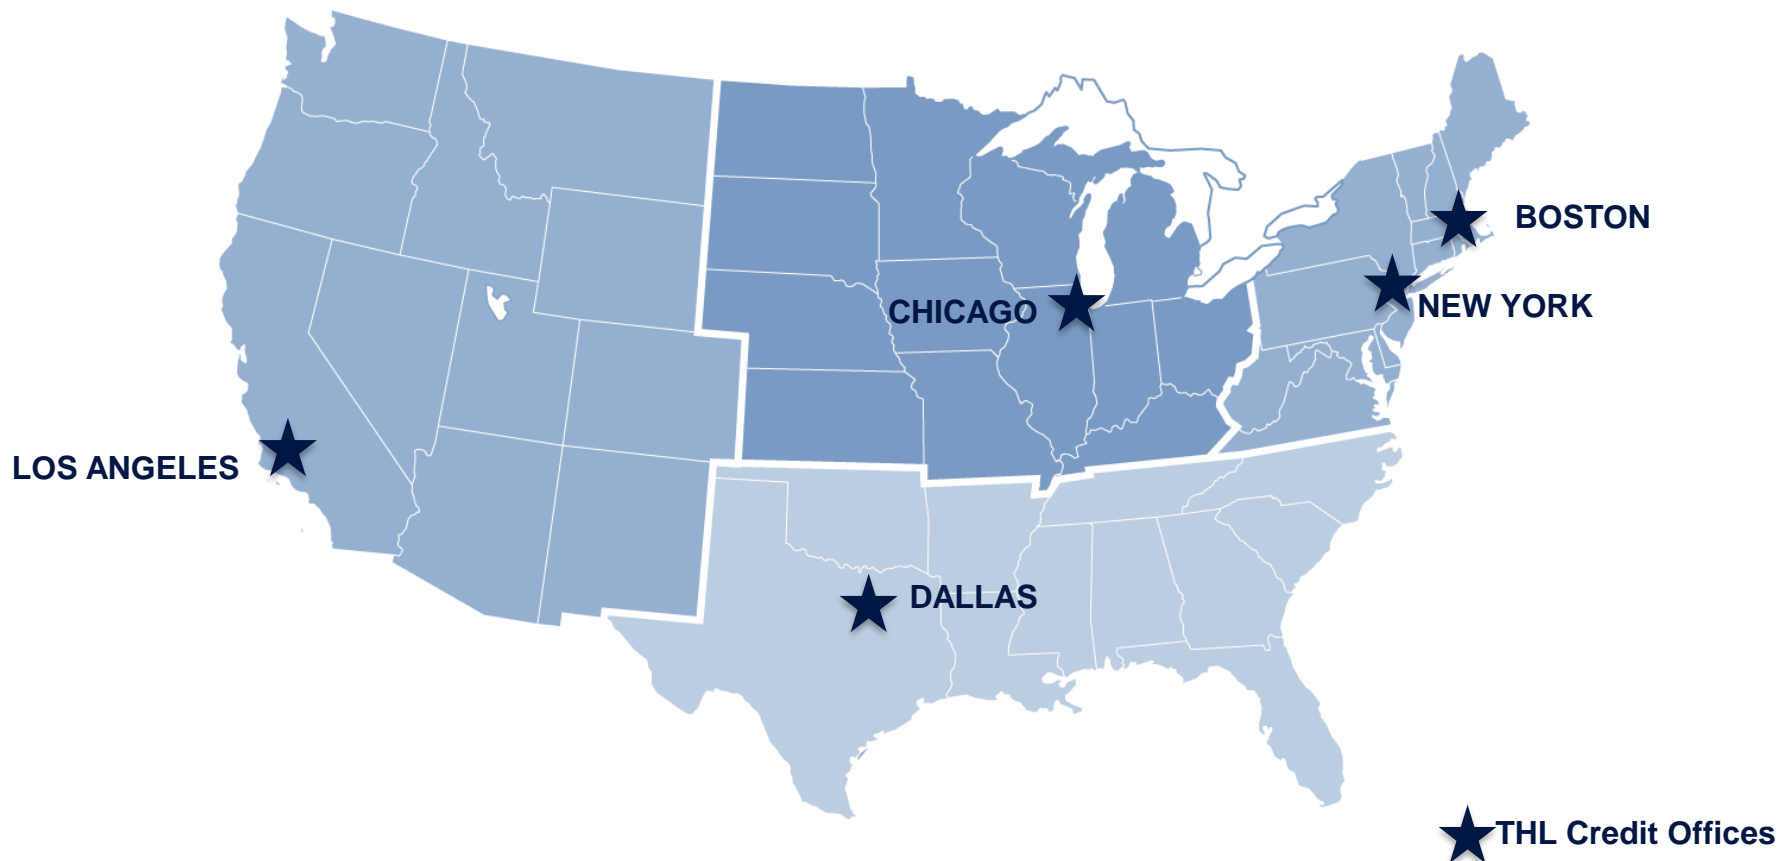 BOSTON
NEW YORK
CHICAGO
LOS ANGELES
DALLAS
THL Credit Offices